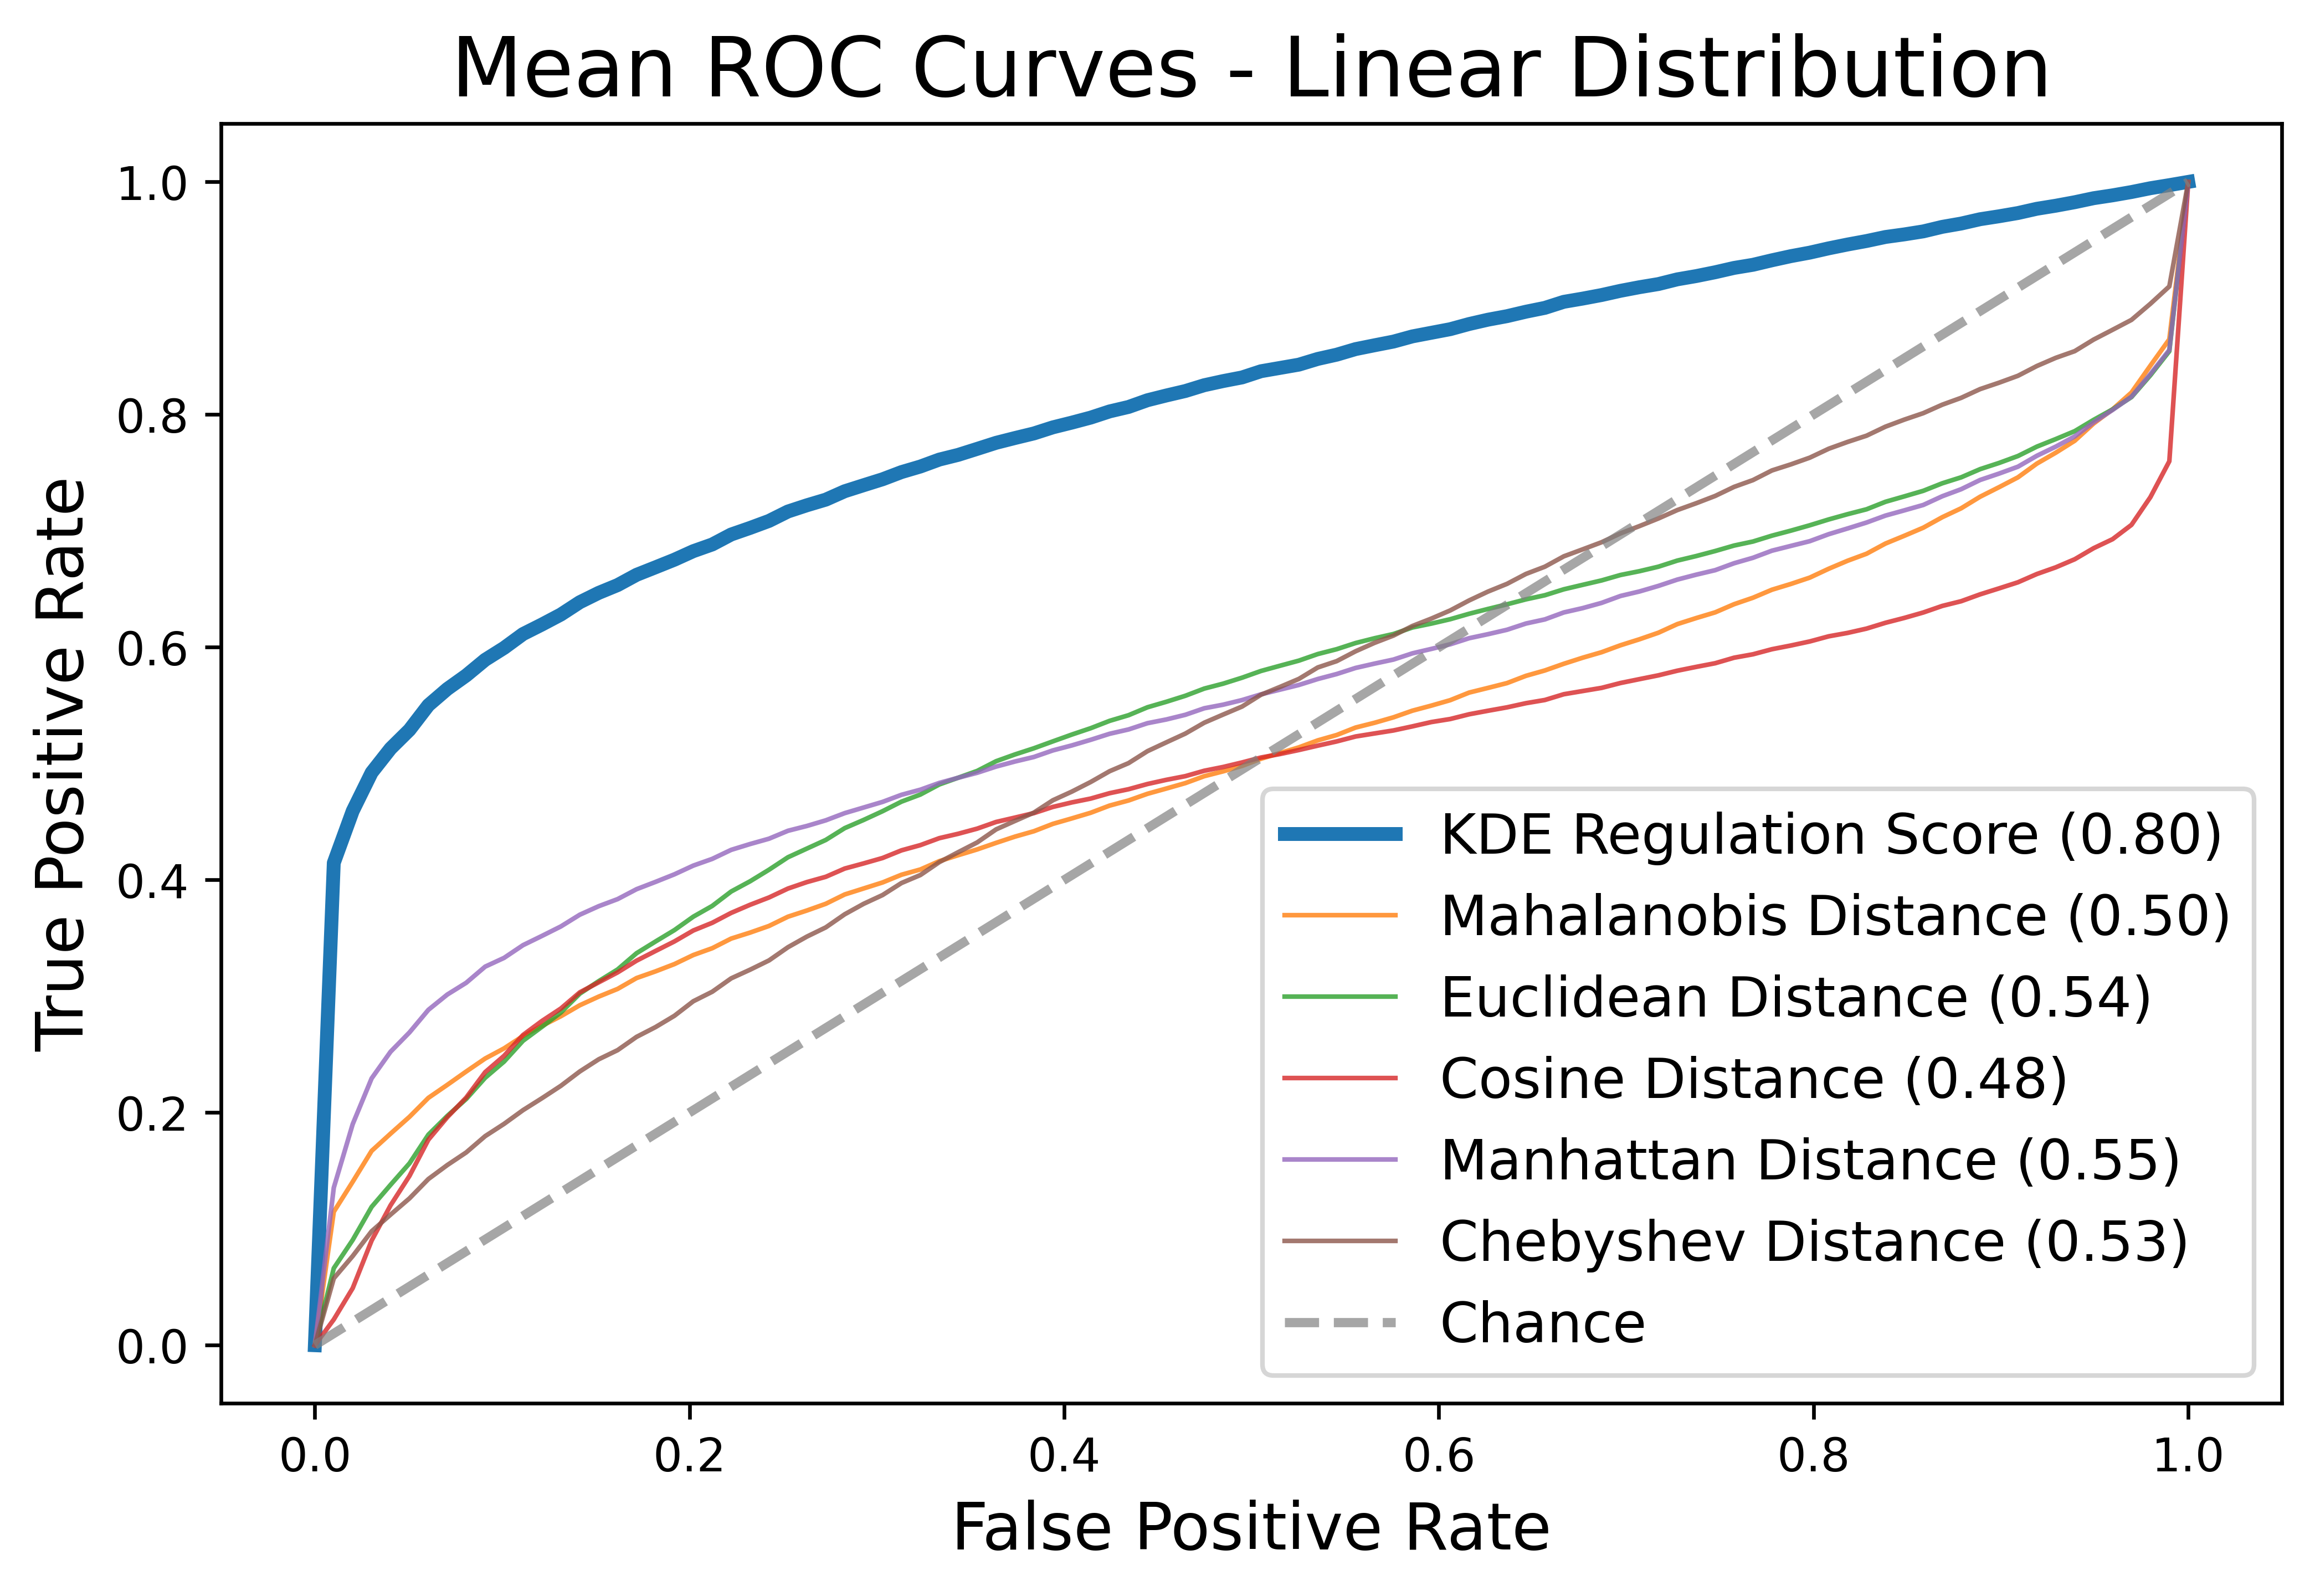 Mean ROC Curves - Linear Distribution
True Positive Rate
1.0
0.8
0.6
0.4
0.2
0.0
KDE Regulation Score (0.80)
Mahalanobis Distance (0.50)
Euclidean Distance (0.54)
Cosine Distance (0.48)
Manhattan Distance (0.55)
Chebyshev Distance (0.53)
Chance
0.0 0.2 0.4 0.6 0.8 1.0
False Positive Rate